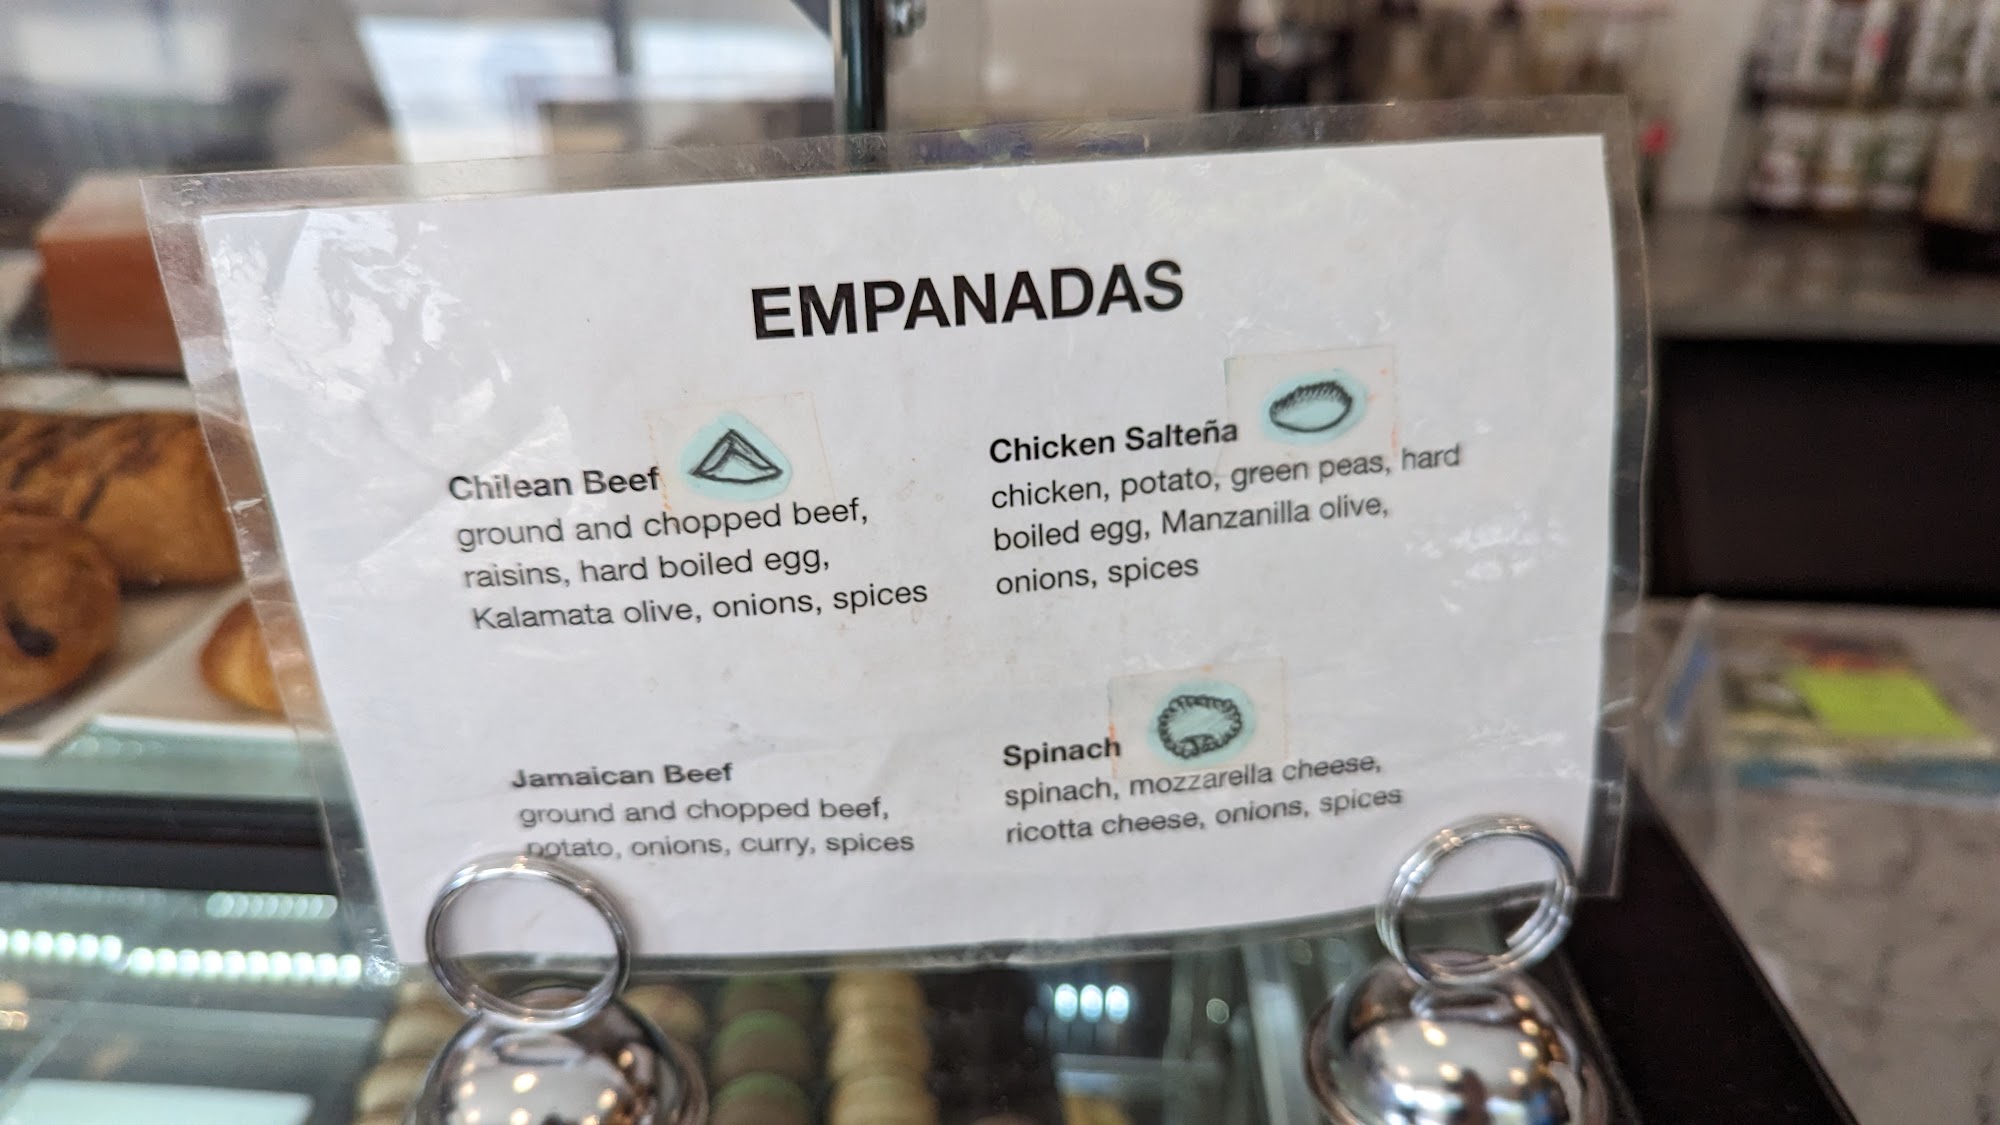 EMPANADAS
Chilean Beef
ground and chopped beef,
raisins, hard boiled egg,
Kalamata olive, onions, spices
Chicken Salteña
chicken, potato, green peas, hard
boiled egg, Manzanilla olive,
onions, spices
Jamaican Beef
ground and chopped beef,
potato, onions, curry, spices
Spinach
spinach, mozzarella cheese,
ricotta cheese, onions, spices